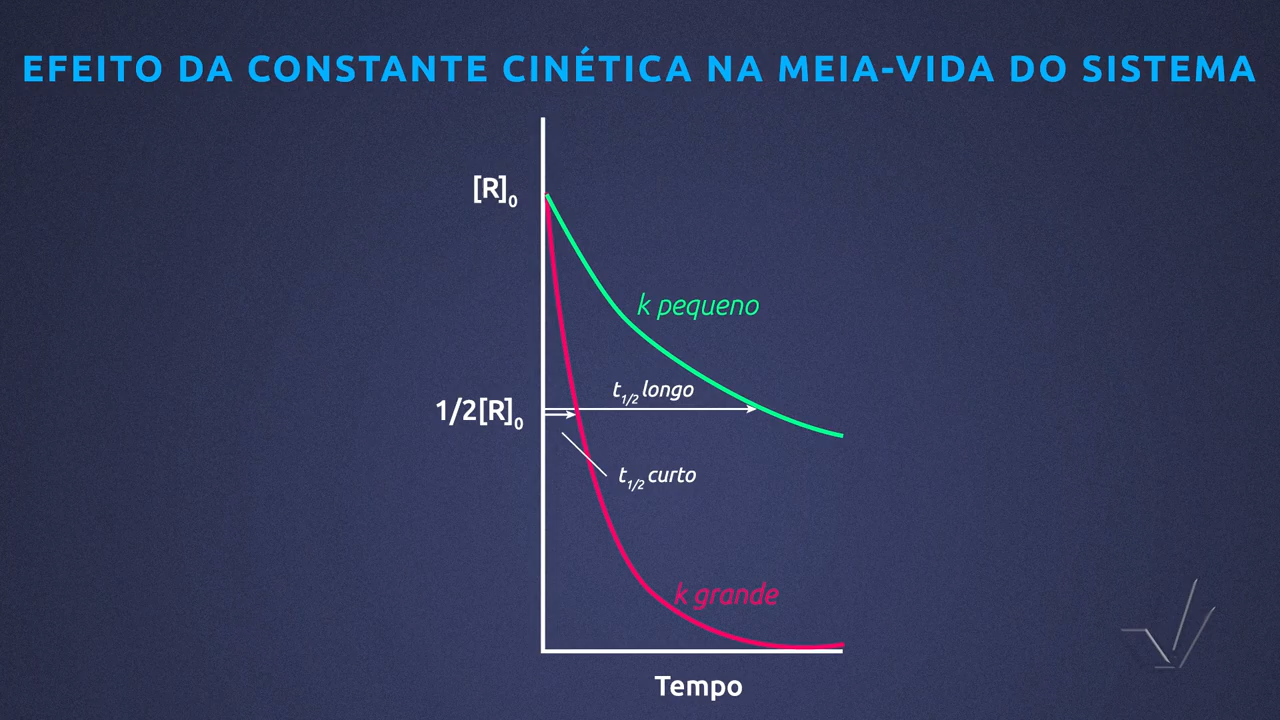 EFEITO DA CONSTANTE CINÉTICA NA MEIA-VIDA DO SISTEMA
[R]₀
k pequeno
t₁/₂ longo
1/2[R]₀
t₁/₂ curto
k grande
Tempo